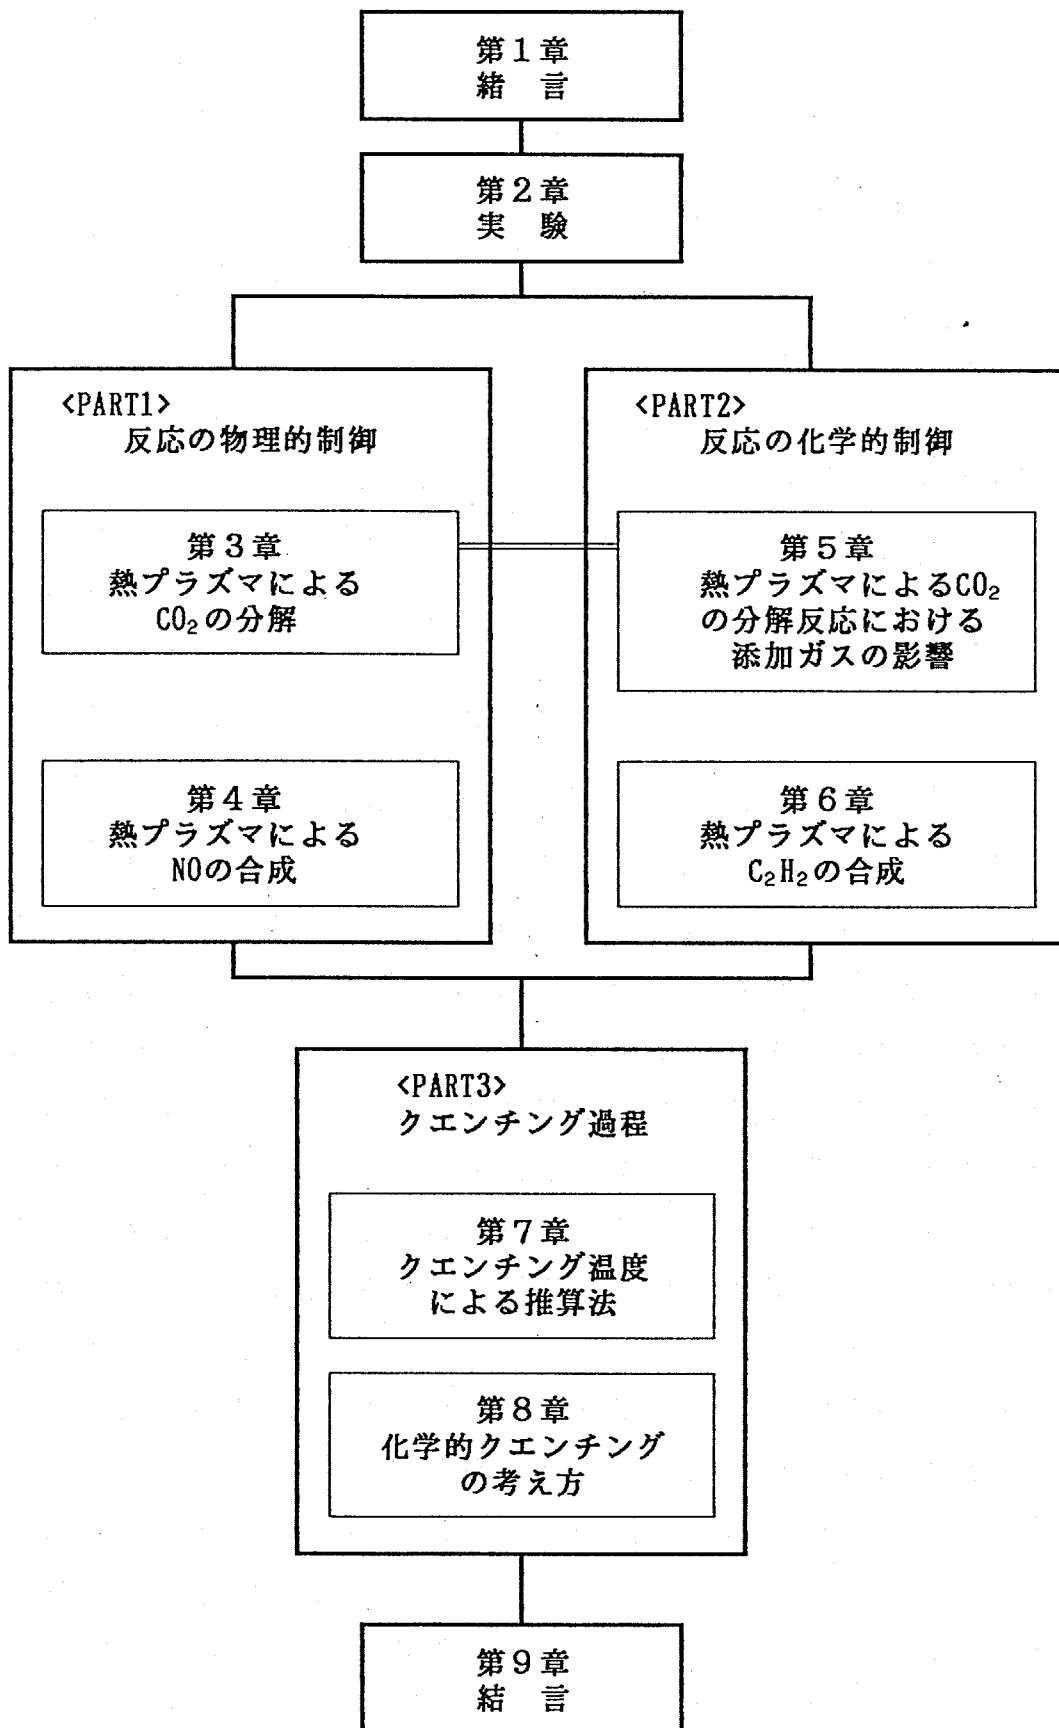 第1章
緒　言
第2章
実　験
<PART1>
反応の物理的制御
第3章
熱プラズマによる
CO₂の分解
第4章
熱プラズマによる
NOの合成
<PART2>
反応の化学的制御
第5章
熱プラズマによるCO₂
の分解反応における
添加ガスの影響
第6章
熱プラズマによる
C₂H₂の合成
<PART3>
クエンチング過程
第7章
クエンチング温度
による推算法
第8章
化学的クエンチング
の考え方
第9章
結　言